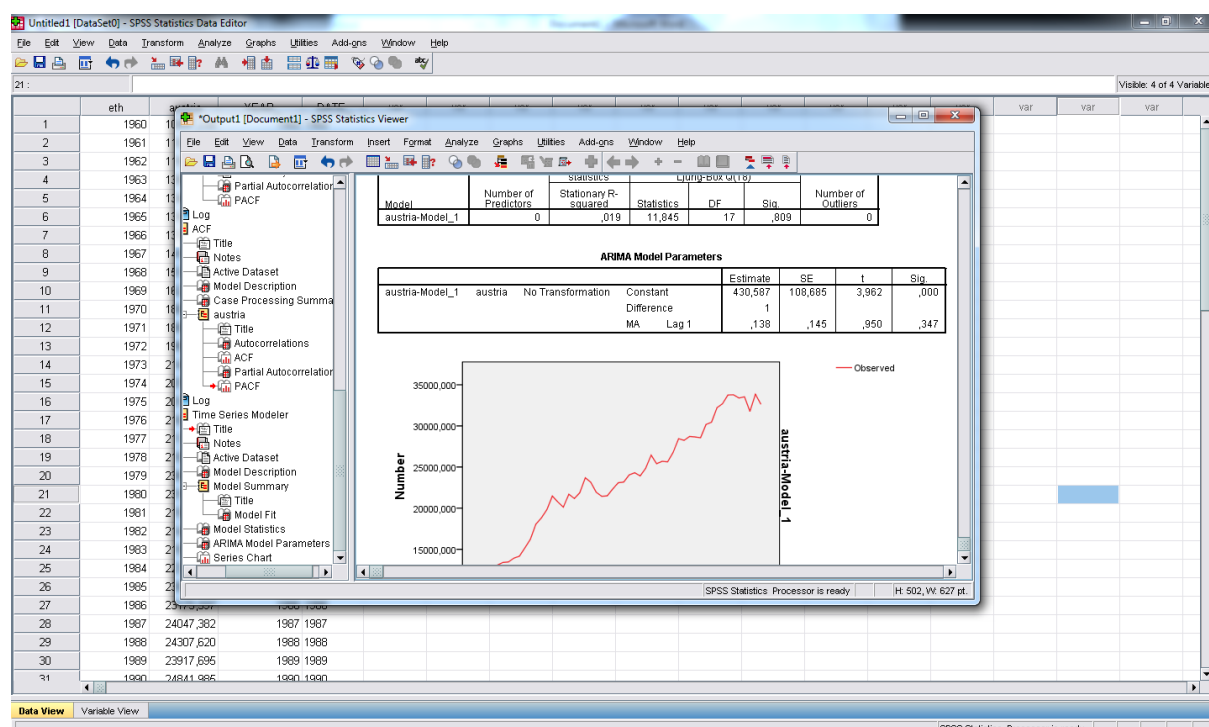 Untitled1 [DataSet0] - SPSS Statistics Data Editor
File Edit View Data Transform Analyze Graphs Utilities Add-ons Window Help
21 :
Visible: 4 of 4 Variable
eth YEAR DATE var var var
1 1960
2 1961
3 1962
4 1963
5 1964
6 1965
7 1966
8 1967
9 1968
10 1969
11 1970
12 1971
13 1972
14 1973
15 1974
16 1975
17 1976
18 1977
19 1978
20 1979
21 1980
22 1981
23 1982
24 1983
25 1984
26 1985
27 1986
28 1987 24047,382 1987 1987
29 1988 24307,620 1988 1988
30 1989 23917,695 1989 1989
31 1990 24841,985 1990 1990
Data View Variable View
*Output1 [Document1] - SPSS Statistics Viewer
File Edit View Data Transform Insert Format Analyze Graphs Utilities Add-ons Window Help
Partial Autocorrelation
PACF
Log
ACF
Title
Notes
Active Dataset
Model Description
Case Processing Summa
austria
Title
Autocorrelations
ACF
Partial Autocorrelation
PACF
Log
Time Series Modeler
Title
Notes
Active Dataset
Model Description
Model Summary
Title
Model Fit
Model Statistics
ARIMA Model Parameters
Series Chart
statistics Ljung-Box Q(18)
Model Number of Predictors Stationary R-squared Statistics DF Sig. Number of Outliers
austria-Model_1 0 ,019 11,845 17 ,809 0
ARIMA Model Parameters
Estimate SE t Sig.
austria-Model_1 austria No Transformation Constant 430,587 108,685 3,962 ,000
Difference 1
MA Lag 1 ,138 ,145 ,950 ,347
Observed
35000,000
30000,000
25000,000
20000,000
15000,000
Number
austria-Model_1
SPSS Statistics Processor is ready H: 502, W: 627 pt.